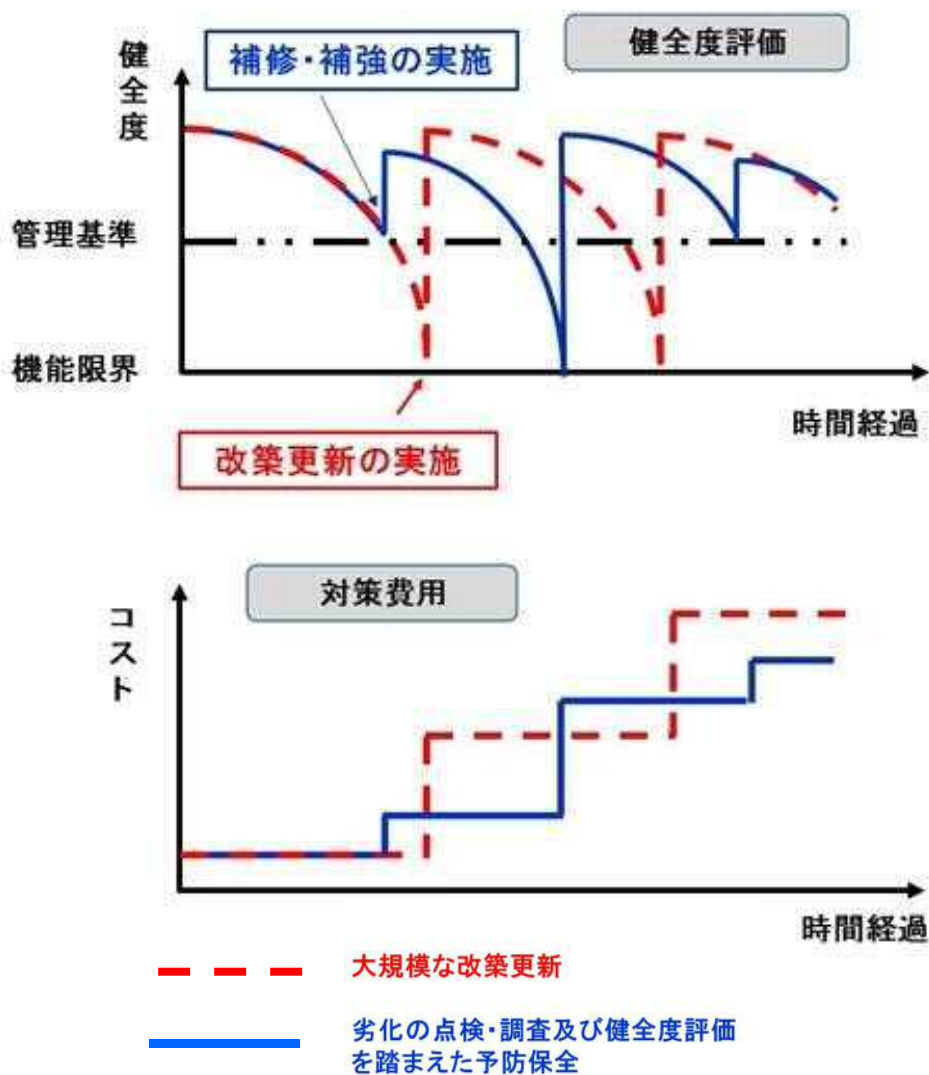 健全度評価
健全度
補修・補強の実施
管理基準
機能限界
時間経過
改築更新の実施
対策費用
コスト
時間経過
大規模な改築更新
劣化の点検・調査及び健全度評価
を踏まえた予防保全